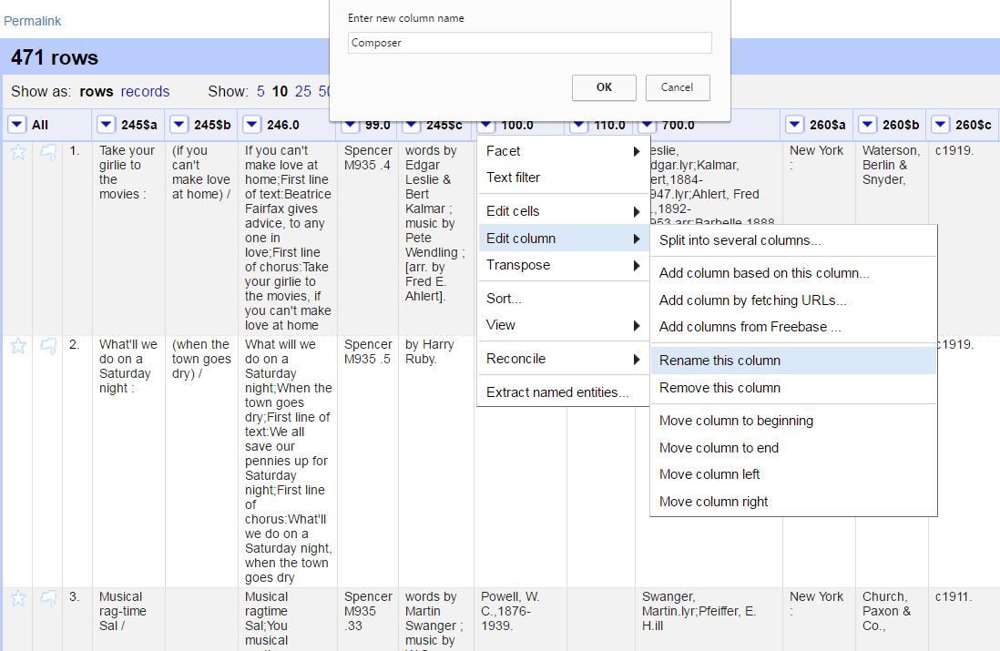 Permalink
Enter new column name
Composer
OK Cancel
471 rows
Show as: rows records Show: 5 10 25
All 245$a 245$b 246.0 99.0 245$c 100.0 110.0 700.0 260$a 260$b 260$c
1.
Take your
girlie to
the
movies :
(if you
can't
make love
at home) /
If you can't
make love at
home;First line
of text:Beatrice
Fairfax gives
advice, to any
one in
love;First line
of chorus:Take
your girlie to
the movies, if
you can't make
love at home
Spencer
M935 .4
words by
Edgar
Leslie &
Bert
Kalmar ;
music by
Pete
Wendling ;
[arr. by
Fred E.
Ahlert].
eslie,
dgar.lyr;Kalmar,
ert,1884-
947.lyr;Ahlert, Fred
.,1892-
953.arr;Barbelle,1888
New York
:
Waterson,
Berlin &
Snyder,
c1919.
Facet
Text filter
Edit cells
Edit column
Transpose
Sort...
View
Reconcile
Extract named entities...
Split into several columns...
Add column based on this column...
Add column by fetching URLs...
Add columns from Freebase ...
Rename this column
Remove this column
Move column to beginning
Move column to end
Move column left
Move column right
2.
What'll we
do on a
Saturday
night :
(when the
town goes
dry) /
What will we
do on a
Saturday
night;When the
town goes
dry;First line of
text:We all
save our
pennies up for
Saturday
night;First line
of
chorus:What'll
we do on a
Saturday night,
when the town
goes dry
Spencer
M935 .5
by Harry
Ruby.
c1919.
3.
Musical
rag-time
Sal /
Musical
ragtime
Sal;You
musical
Spencer
M935
.33
words by
Martin
Swanger ;
music by
Powell, W.
C.,1876-
1939.
Swanger,
Martin.lyr;Pfeiffer, E.
H.ill
New York
:
Church,
Paxon &
Co.,
c1911.